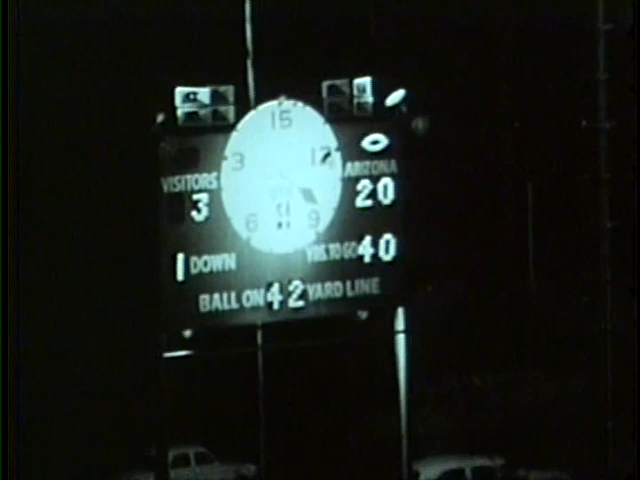 15
3 12
VISITORS ARIZONA
3 20
6 9
1 DOWN YDS. TO GO 40
BALL ON 42 YARD LINE